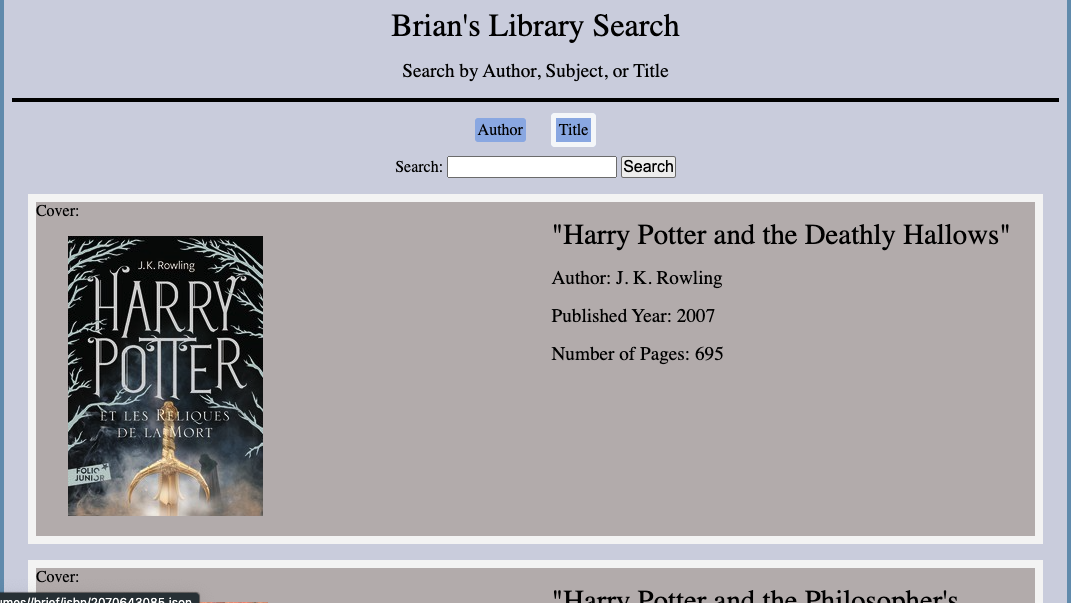 Brian's Library Search
Search by Author, Subject, or Title
Author Title
Search: Search
Cover:
J.K. Rowling
HARRY
POTTER
ET LES RELIQUES
DE LA MORT
FOLIO
JUNIOR
"Harry Potter and the Deathly Hallows"
Author: J. K. Rowling
Published Year: 2007
Number of Pages: 695
Cover:
"Harry Potter and the Philosopher's
umes//brief/isbn/2070643085.json